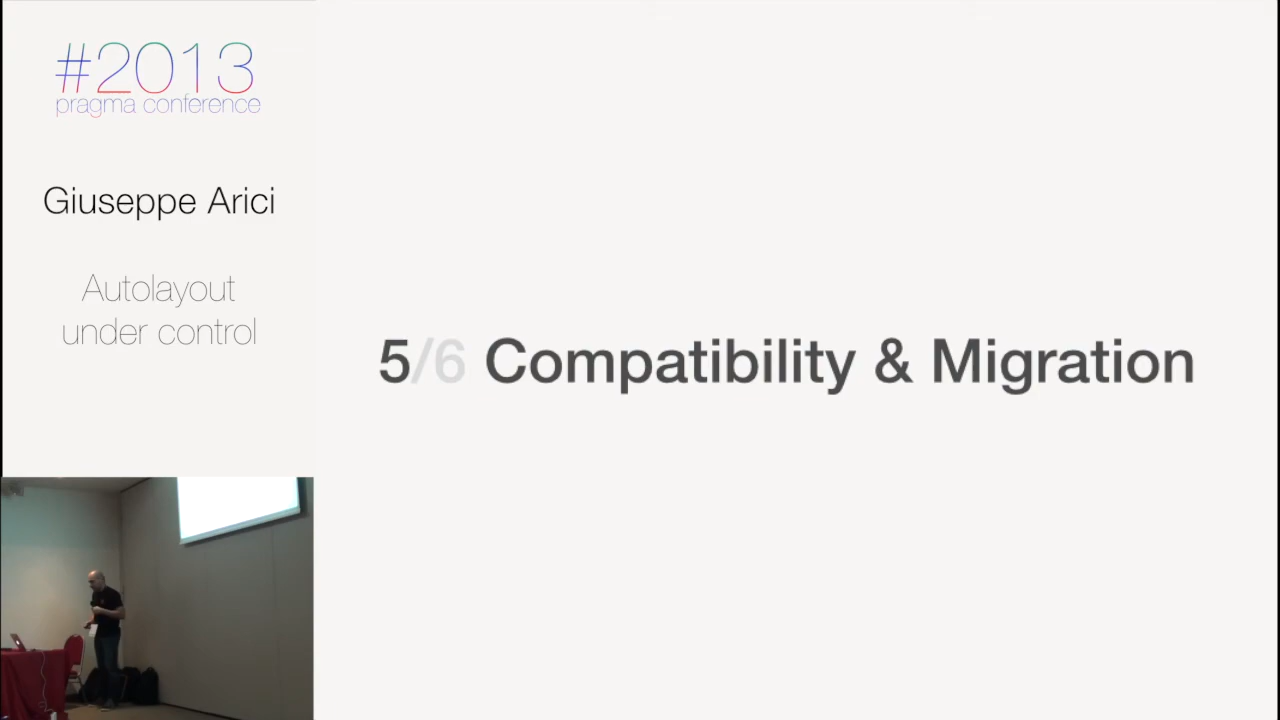 #2013
pragma conference
Giuseppe Arici
Autolayout
under control
5/6 Compatibility & Migration